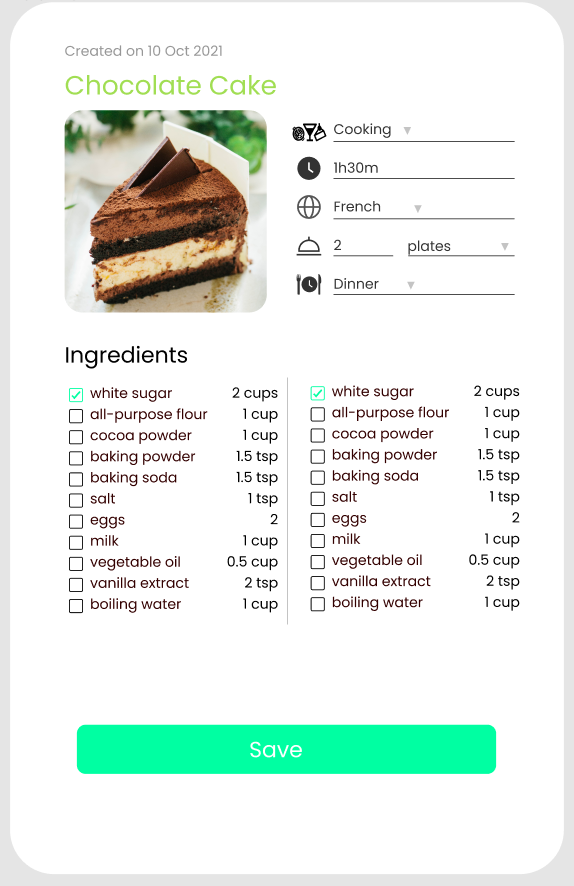 Created on 10 Oct 2021
Chocolate Cake
Cooking
1h30m
French
2 plates
Dinner
Ingredients
white sugar 2 cups
all-purpose flour 1 cup
cocoa powder 1 cup
baking powder 1.5 tsp
baking soda 1.5 tsp
salt 1 tsp
eggs 2
milk 1 cup
vegetable oil 0.5 cup
vanilla extract 2 tsp
boiling water 1 cup
white sugar 2 cups
all-purpose flour 1 cup
cocoa powder 1 cup
baking powder 1.5 tsp
baking soda 1.5 tsp
salt 1 tsp
eggs 2
milk 1 cup
vegetable oil 0.5 cup
vanilla extract 2 tsp
boiling water 1 cup
Save